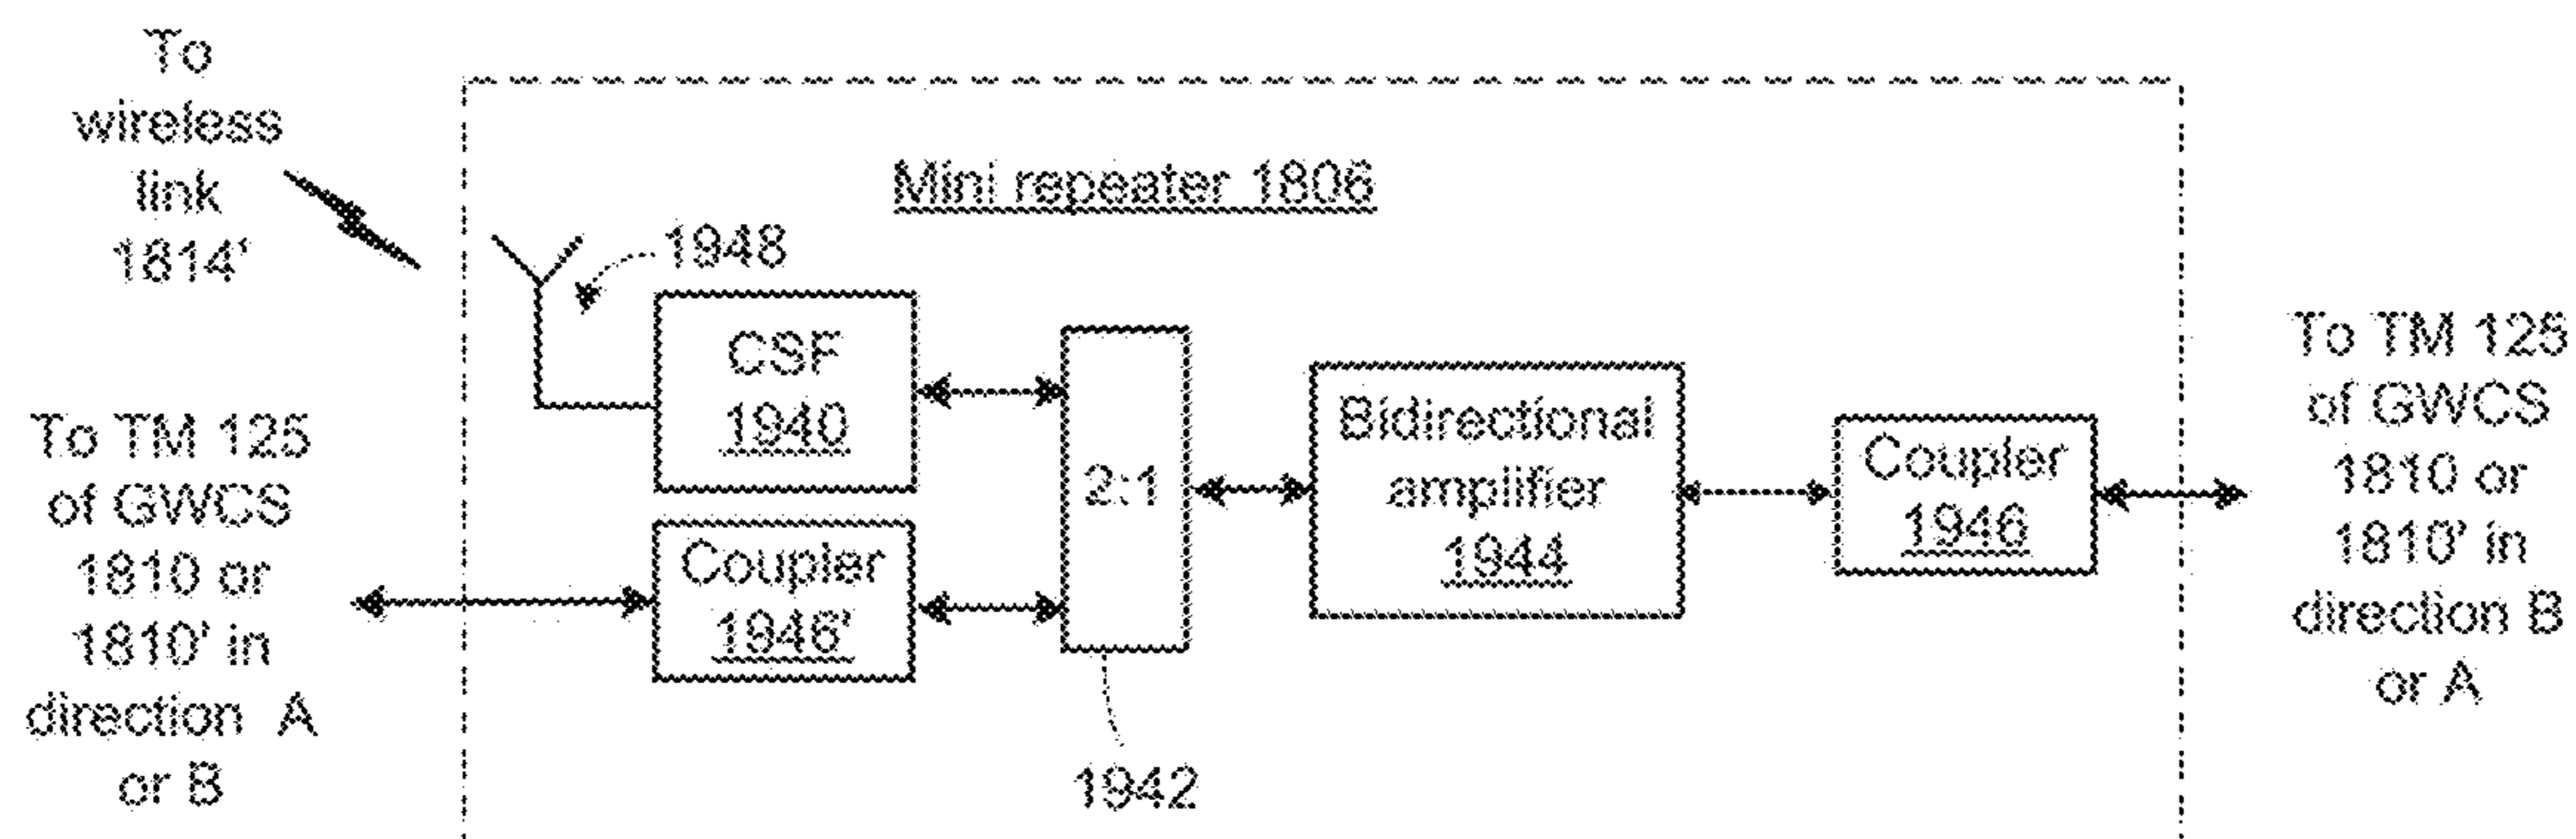 To
wireless
link
1814'
Mini repeater 1806
1948
CSF
1940
To TM 125
of GWCS
1810 or
1810' in
direction A
or B
Coupler
1946'
2:1
1942
Bidirectional
amplifier
1944
Coupler
1946
To TM 125
of GWCS
1810 or
1810' in
direction B
or A